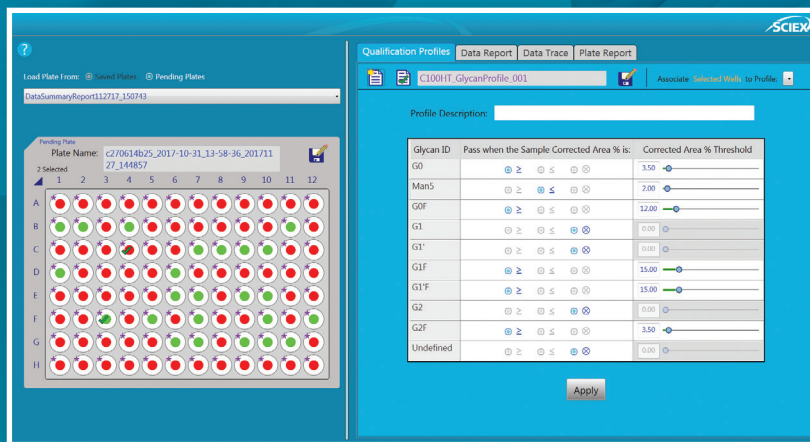 SCIEX
?
Load Plate From: Saved Plates Pending Plates
DataSummaryReport112717_150743
Pending Plate
Plate Name: c270614b25_2017-10-31_13-58-36_201711
27_144857
2 Selected
1 2 3 4 5 6 7 8 9 10 11 12
A
B
C
D
E
F
G
H
Qualification Profiles Data Report Data Trace Plate Report
C100HT_GlycanProfile_001 Associate Selected Wells to Profile:
Profile Description:
Glycan ID Pass when the Sample Corrected Area % is: Corrected Area % Threshold
G0 ≥ ≤ ⊗ 3.50
Man5 ≥ ≤ ⊗ 2.00
G0F ≥ ≤ ⊗ 12.00
G1 ≥ ≤ ⊗ 0.00
G1' ≥ ≤ ⊗ 0.00
G1F ≥ ≤ ⊗ 15.00
G1'F ≥ ≤ ⊗ 15.00
G2 ≥ ≤ ⊗ 0.00
G2F ≥ ≤ ⊗ 3.50
Undefined ≥ ≤ ⊗ 0.00
Apply